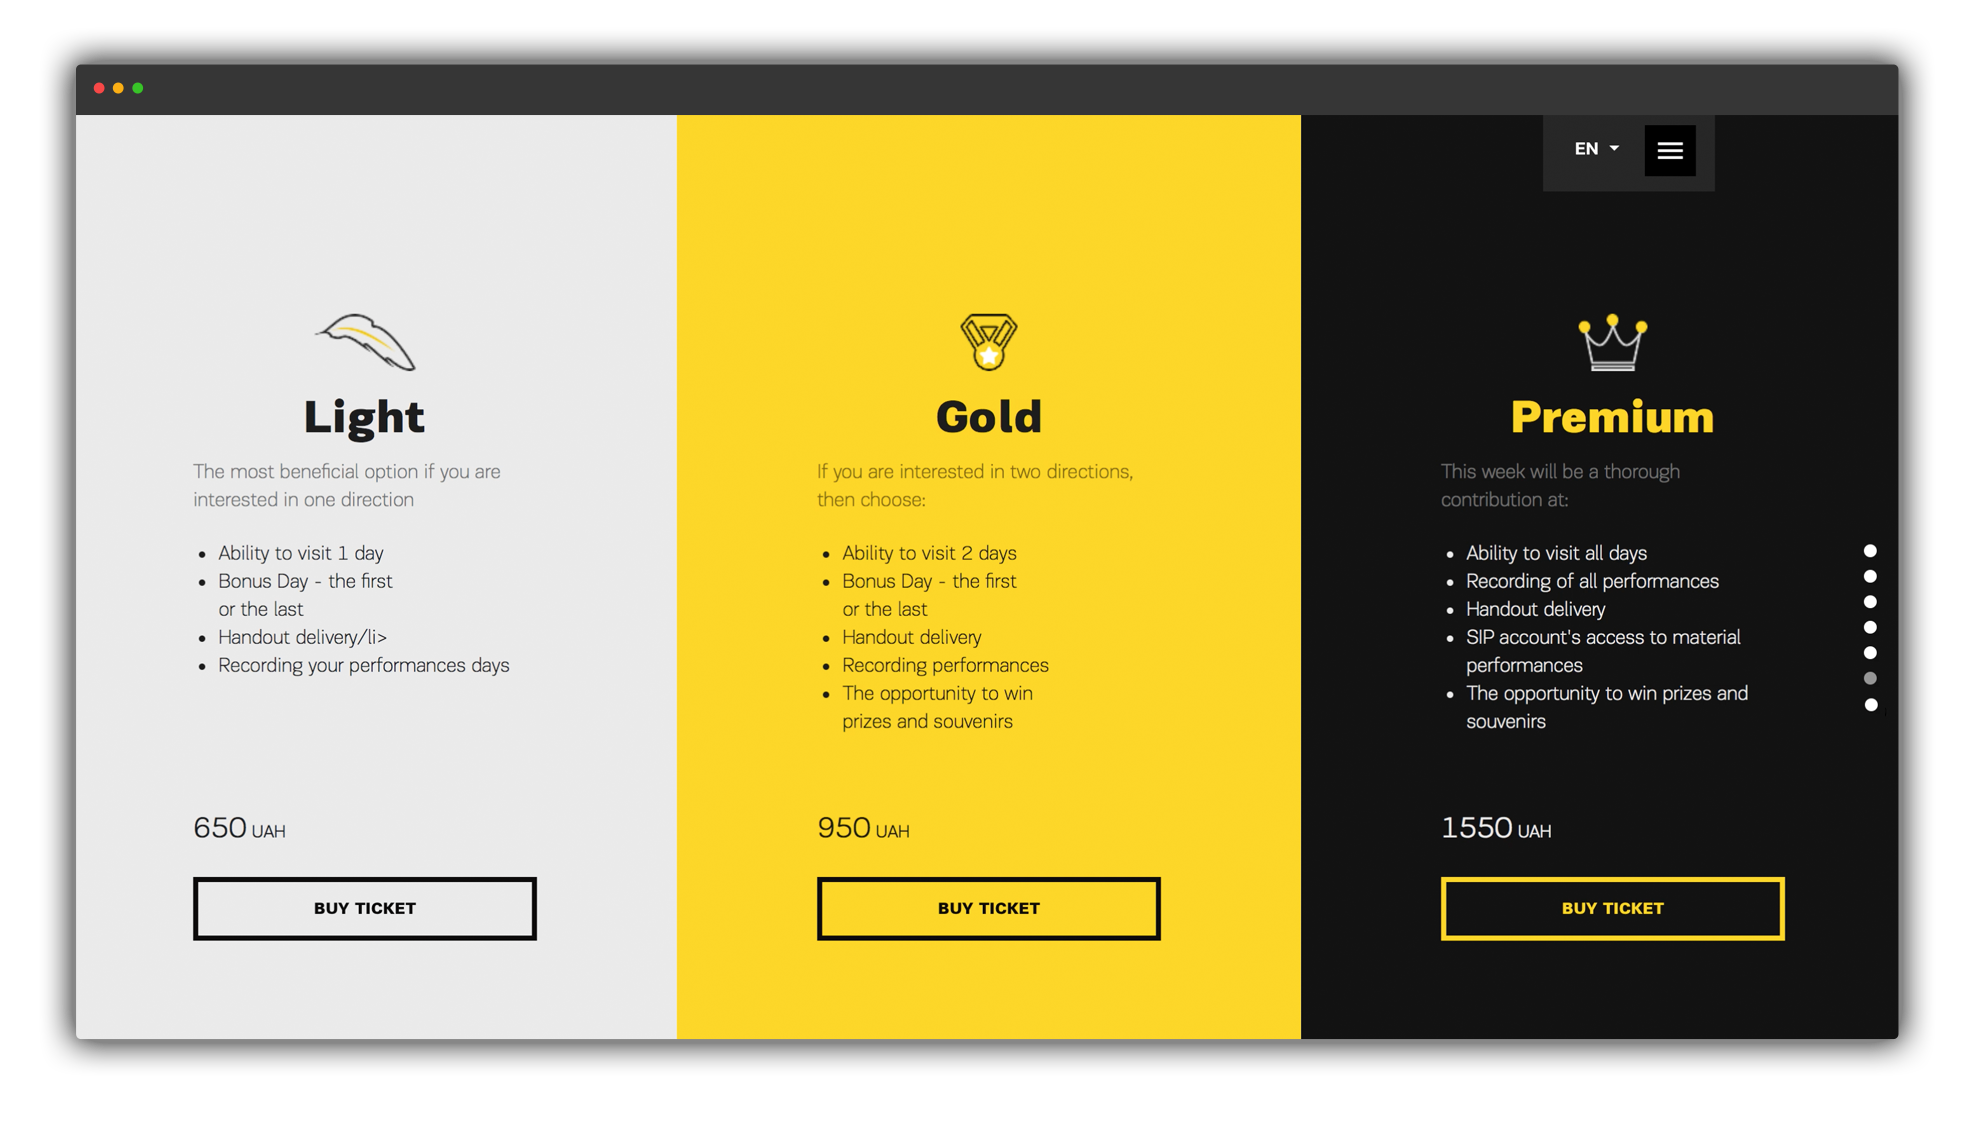 EN
Light
The most beneficial option if you are
interested in one direction
Ability to visit 1 day
Bonus Day - the first
or the last
Handout delivery/li>
Recording your performances days
650 UAH
BUY TICKET
Gold
If you are interested in two directions,
then choose:
Ability to visit 2 days
Bonus Day - the first
or the last
Handout delivery
Recording performances
The opportunity to win
prizes and souvenirs
950 UAH
BUY TICKET
Premium
This week will be a thorough
contribution at:
Ability to visit all days
Recording of all performances
Handout delivery
SIP account's access to material
performances
The opportunity to win prizes and
souvenirs
1550 UAH
BUY TICKET